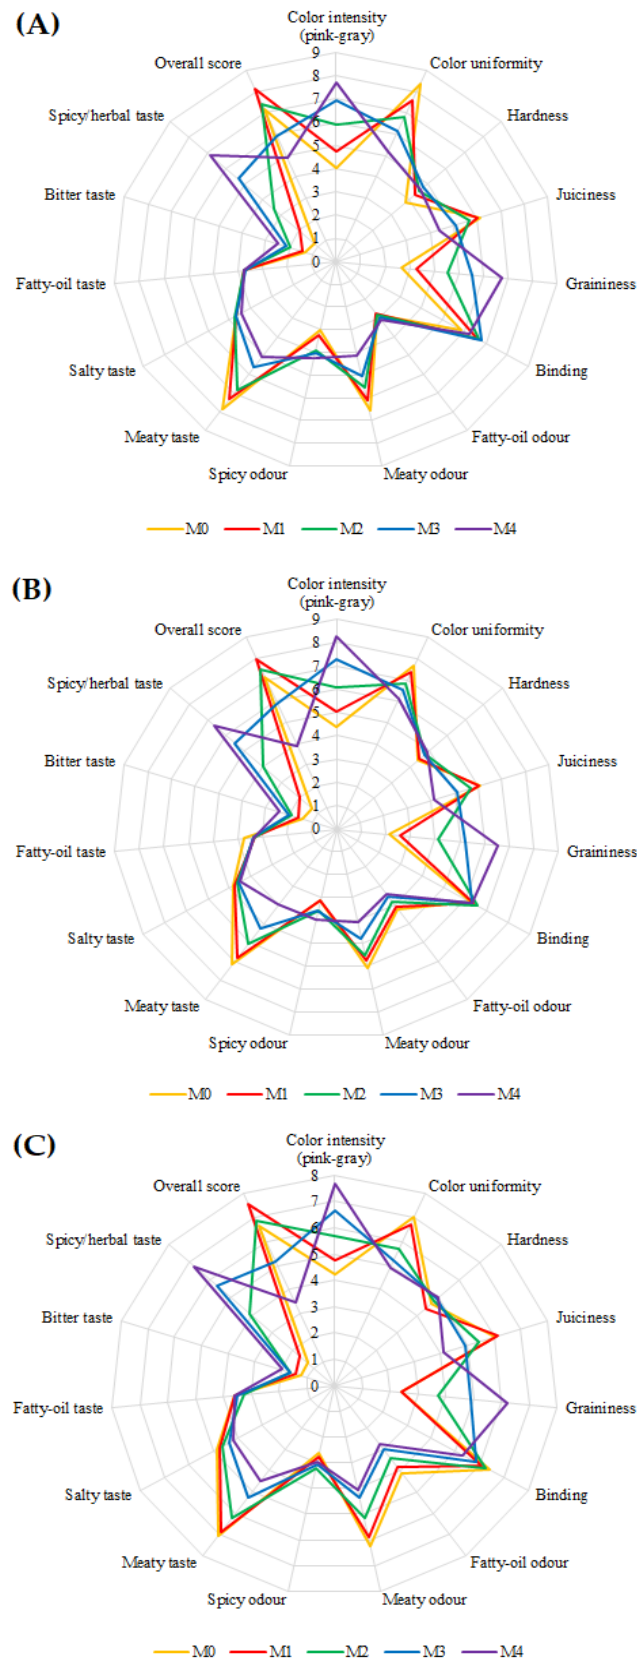 (A)
Color intensity
(pink-gray)
Overall score
Color uniformity
Spicy/herbal taste
Hardness
Bitter taste
Juiciness
Fatty-oil taste
Graininess
Salty taste
Binding
Meaty taste
Fatty-oil odour
Spicy odour
Meaty odour
9
8
7
6
5
4
3
2
1
0
M0 M1 M2 M3 M4
(B)
Color intensity
(pink-gray)
Overall score
Color uniformity
Spicy/herbal taste
Hardness
Bitter taste
Juiciness
Fatty-oil taste
Graininess
Salty taste
Binding
Meaty taste
Fatty-oil odour
Spicy odour
Meaty odour
9
8
7
6
5
4
3
2
1
0
M0 M1 M2 M3 M4
(C)
Color intensity
(pink-gray)
Overall score
Color uniformity
Spicy/herbal taste
Hardness
Bitter taste
Juiciness
Fatty-oil taste
Graininess
Salty taste
Binding
Meaty taste
Fatty-oil odour
Spicy odour
Meaty odour
8
7
6
5
4
3
2
1
0
M0 M1 M2 M3 M4